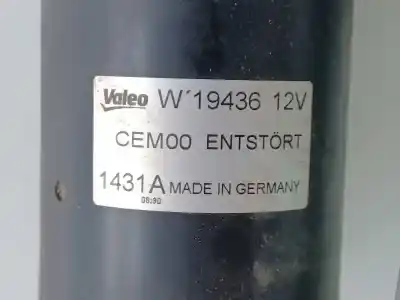 Valeo W´19436 12V
CEM00 ENTSTÖRT
1431A MADE IN GERMANY